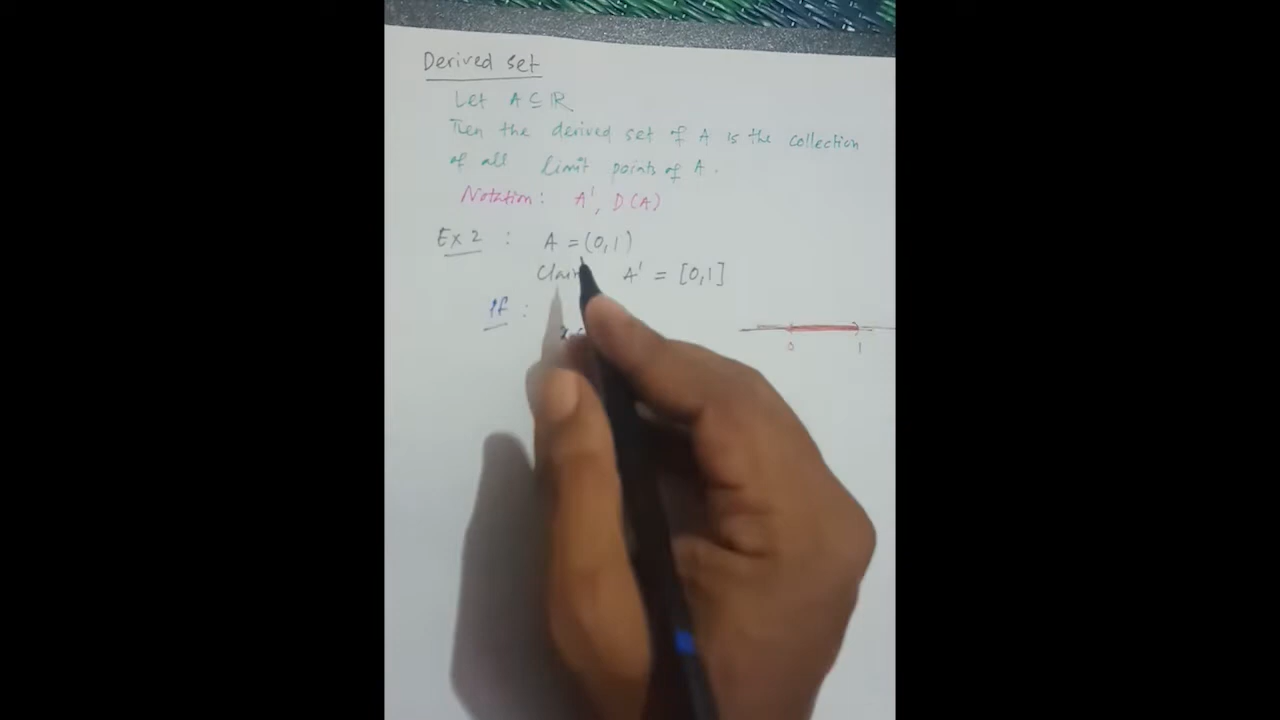 Derived set
Let A ⊆ ℝ
Then the derived set of A is the collection
of all limit points of A.
Notation: A', D(A)
Ex 2 : A = (0,1)
A' = [0,1]
Pf :
0 1